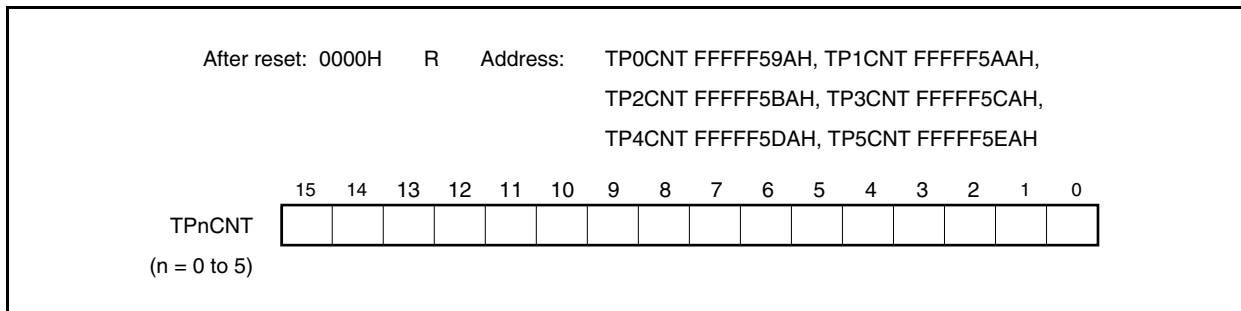 After reset: 0000H R Address: TP0CNT FFFFF59AH, TP1CNT FFFFF5AAH,
TP2CNT FFFFF5BAH, TP3CNT FFFFF5CAH,
TP4CNT FFFFF5DAH, TP5CNT FFFFF5EAH
15 14 13 12 11 10 9 8 7 6 5 4 3 2 1 0
TPnCNT
(n = 0 to 5)